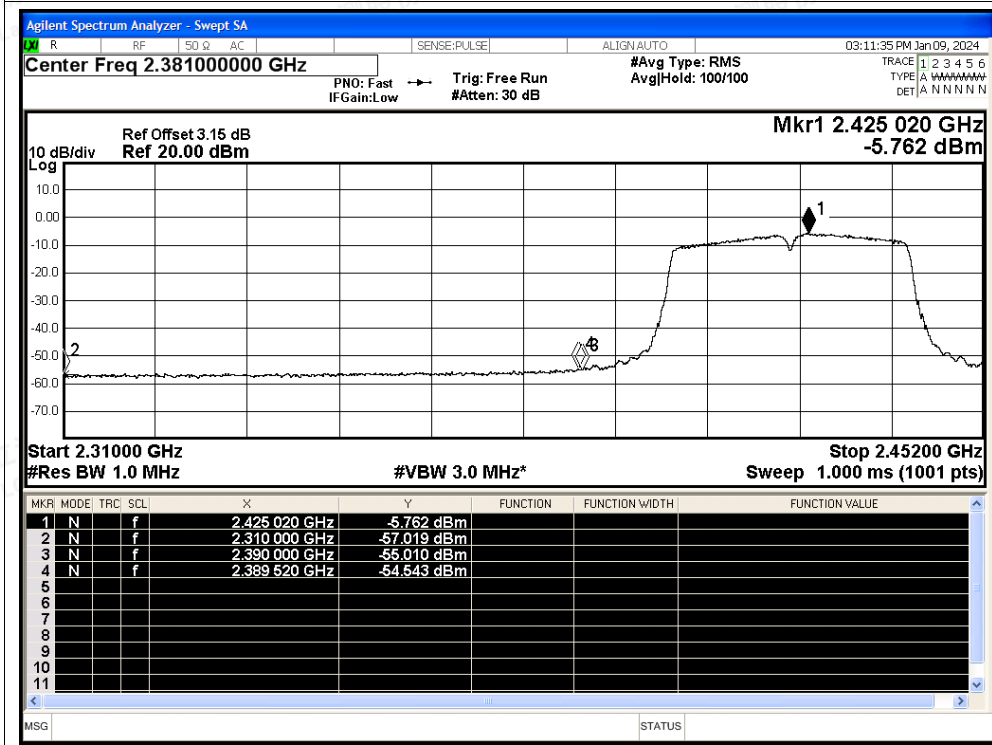 Agilent Spectrum Analyzer - Swept SA
LXI R RF 50 Ω AC SENSE:PULSE ALIGN AUTO 03:11:35 PM Jan 09, 2024
Center Freq 2.381000000 GHz
PNO: Fast
IFGain:Low
Trig: Free Run
#Atten: 30 dB
#Avg Type: RMS
Avg|Hold: 100/100
TRACE 1 2 3 4 5 6
TYPE A WWWWW
DET A N N N N N
Ref Offset 3.15 dB
10 dB/div Ref 20.00 dBm
Log
Mkr1 2.425 020 GHz
-5.762 dBm
10.0
0.00
-10.0
-20.0
-30.0
-40.0
-50.0
-60.0
-70.0
1
2
4 3
Start 2.31000 GHz Stop 2.45200 GHz
#Res BW 1.0 MHz #VBW 3.0 MHz* Sweep 1.000 ms (1001 pts)
MKR MODE TRC SCL X Y FUNCTION FUNCTION WIDTH FUNCTION VALUE
1 N f 2.425 020 GHz -5.762 dBm
2 N f 2.310 000 GHz -57.019 dBm
3 N f 2.390 000 GHz -55.010 dBm
4 N f 2.389 520 GHz -54.543 dBm
5
6
7
8
9
10
11
MSG STATUS